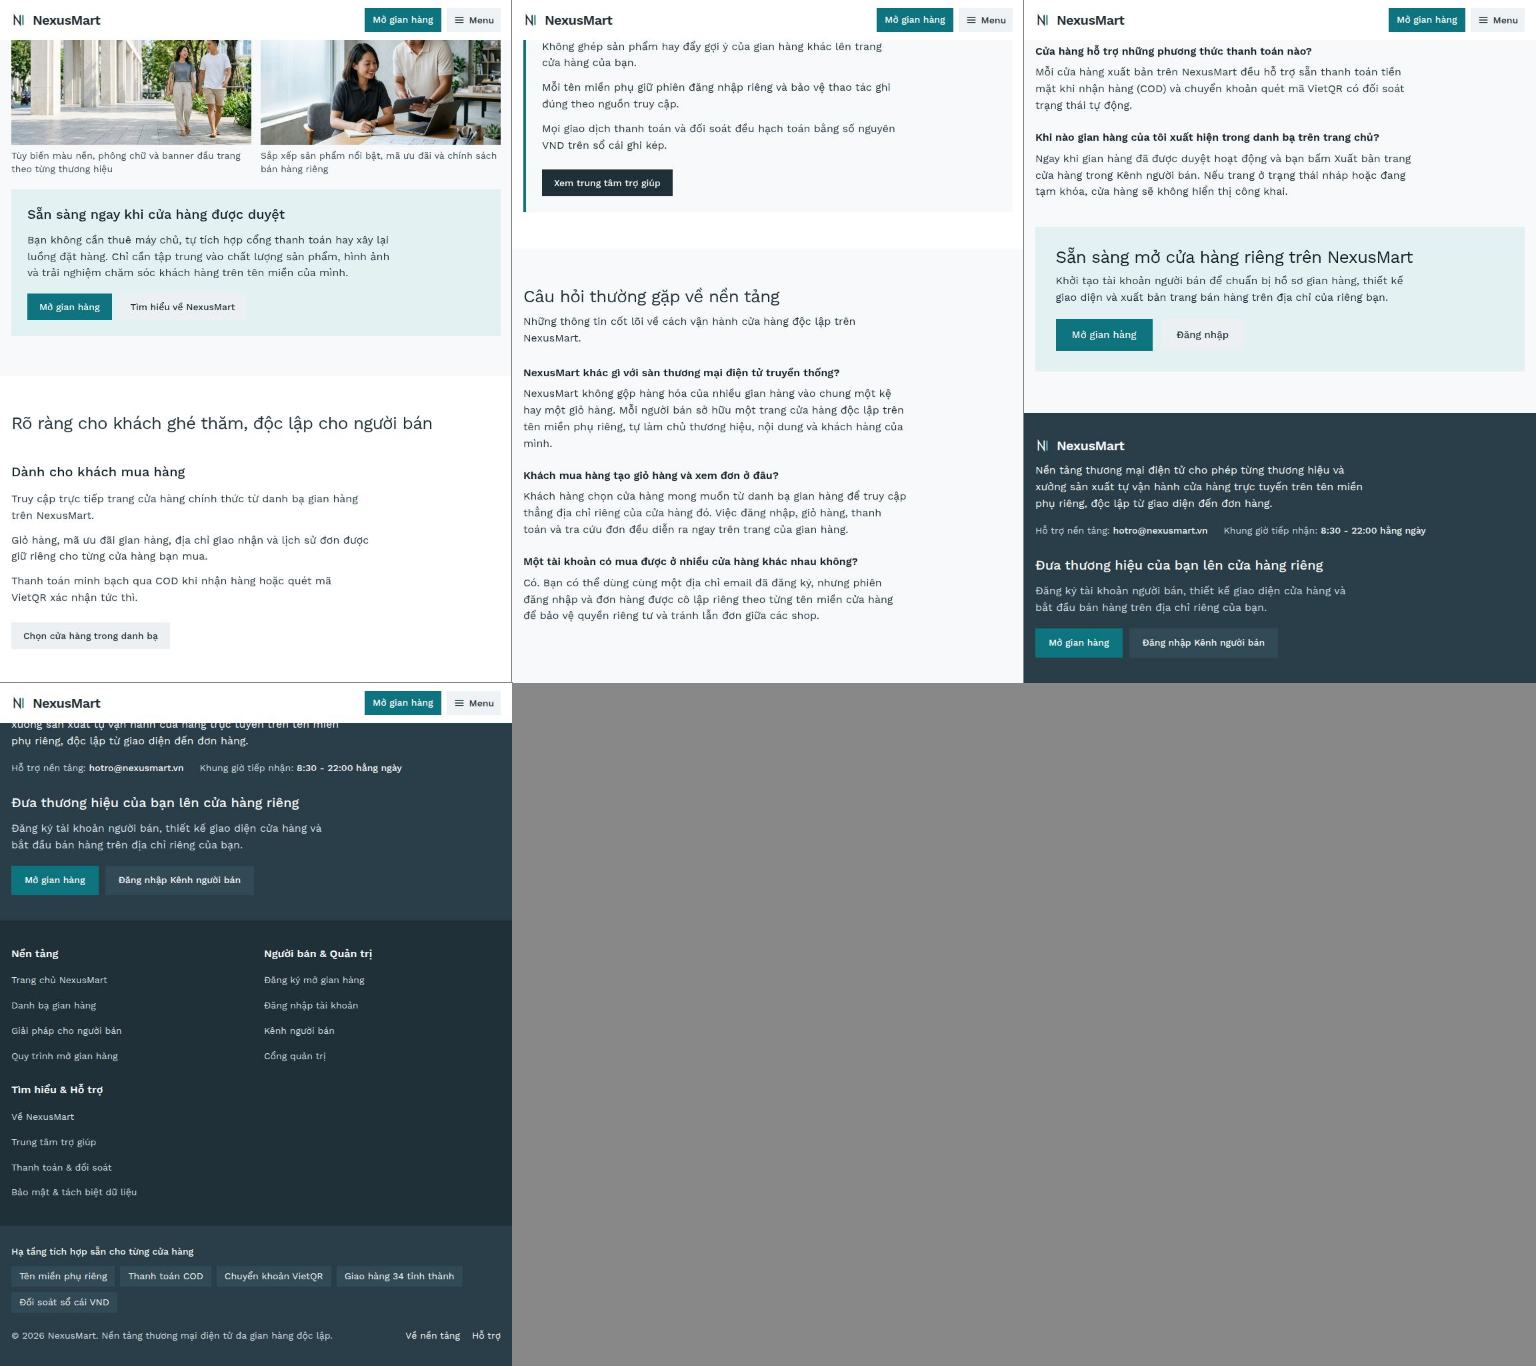 NexusMart
Mở gian hàng
Menu
Tùy biến màu nền, phông chữ và banner đầu trang
theo từng thương hiệu
Sắp xếp sản phẩm nổi bật, mã ưu đãi và chính sách
bán hàng riêng
Sẵn sàng ngay khi cửa hàng được duyệt
Bạn không cần thuê máy chủ, tự tích hợp cổng thanh toán hay xây lại
luồng đặt hàng. Chỉ cần tập trung vào chất lượng sản phẩm, hình ảnh
và trải nghiệm chăm sóc khách hàng trên tên miền của mình.
Mở gian hàng
Tìm hiểu về NexusMart
Rõ ràng cho khách ghé thăm, độc lập cho người bán
Dành cho khách mua hàng
Truy cập trực tiếp trang cửa hàng chính thức từ danh bạ gian hàng
trên NexusMart.
Giỏ hàng, mã ưu đãi gian hàng, địa chỉ giao nhận và lịch sử đơn được
giữ riêng cho từng cửa hàng bạn mua.
Thanh toán minh bạch qua COD khi nhận hàng hoặc quét mã
VietQR xác nhận tức thì.
Chọn cửa hàng trong danh bạ
NexusMart
Mở gian hàng
Menu
Không ghép sản phẩm hay đẩy gợi ý của gian hàng khác lên trang
cửa hàng của bạn.
Mỗi tên miền phụ giữ phiên đăng nhập riêng và bảo vệ thao tác ghi
đúng theo nguồn truy cập.
Mọi giao dịch thanh toán và đối soát đều hạch toán bằng số nguyên
VND trên sổ cái ghi kép.
Xem trung tâm trợ giúp
Câu hỏi thường gặp về nền tảng
Những thông tin cốt lõi về cách vận hành cửa hàng độc lập trên
NexusMart.
NexusMart khác gì với sàn thương mại điện tử truyền thống?
NexusMart không gộp hàng hóa của nhiều gian hàng vào chung một kệ
hay một giỏ hàng. Mỗi người bán sở hữu một trang cửa hàng độc lập trên
tên miền phụ riêng, tự làm chủ thương hiệu, nội dung và khách hàng của
mình.
Khách mua hàng tạo giỏ hàng và xem đơn ở đâu?
Khách hàng chọn cửa hàng mong muốn từ danh bạ gian hàng để truy cập
thẳng địa chỉ riêng của cửa hàng đó. Việc đăng nhập, giỏ hàng, thanh
toán và tra cứu đơn đều diễn ra ngay trên trang của gian hàng.
Một tài khoản có mua được ở nhiều cửa hàng khác nhau không?
Có. Bạn có thể dùng cùng một địa chỉ email đã đăng ký, nhưng phiên
đăng nhập và đơn hàng được cô lập riêng theo từng tên miền cửa hàng
để bảo vệ quyền riêng tư và tránh lẫn đơn giữa các shop.
NexusMart
Mở gian hàng
Menu
Cửa hàng hỗ trợ những phương thức thanh toán nào?
Mỗi cửa hàng xuất bản trên NexusMart đều hỗ trợ sẵn thanh toán tiền
mặt khi nhận hàng (COD) và chuyển khoản quét mã VietQR có đối soát
trạng thái tự động.
Khi nào gian hàng của tôi xuất hiện trong danh bạ trên trang chủ?
Ngay khi gian hàng đã được duyệt hoạt động và bạn bấm Xuất bản trang
cửa hàng trong Kênh người bán. Nếu trang ở trạng thái nháp hoặc đang
tạm khóa, cửa hàng sẽ không hiển thị công khai.
Sẵn sàng mở cửa hàng riêng trên NexusMart
Khởi tạo tài khoản người bán để chuẩn bị hồ sơ gian hàng, thiết kế
giao diện và xuất bản trang bán hàng trên địa chỉ của riêng bạn.
Mở gian hàng
Đăng nhập
NexusMart
Nền tảng thương mại điện tử cho phép từng thương hiệu và
xưởng sản xuất tự vận hành cửa hàng trực tuyến trên tên miền
phụ riêng, độc lập từ giao diện đến đơn hàng.
Hỗ trợ nền tảng: hotro@nexusmart.vn
Khung giờ tiếp nhận: 8:30 - 22:00 hằng ngày
Đưa thương hiệu của bạn lên cửa hàng riêng
Đăng ký tài khoản người bán, thiết kế giao diện cửa hàng và
bắt đầu bán hàng trên địa chỉ riêng của bạn.
Mở gian hàng
Đăng nhập Kênh người bán
NexusMart
Mở gian hàng
Menu
xưởng sản xuất tự vận hành cửa hàng trực tuyến trên tên miền
phụ riêng, độc lập từ giao diện đến đơn hàng.
Hỗ trợ nền tảng: hotro@nexusmart.vn
Khung giờ tiếp nhận: 8:30 - 22:00 hằng ngày
Đưa thương hiệu của bạn lên cửa hàng riêng
Đăng ký tài khoản người bán, thiết kế giao diện cửa hàng và
bắt đầu bán hàng trên địa chỉ riêng của bạn.
Mở gian hàng
Đăng nhập Kênh người bán
Nền tảng
Trang chủ NexusMart
Danh bạ gian hàng
Giải pháp cho người bán
Quy trình mở gian hàng
Người bán & Quản trị
Đăng ký mở gian hàng
Đăng nhập tài khoản
Kênh người bán
Cổng quản trị
Tìm hiểu & Hỗ trợ
Về NexusMart
Trung tâm trợ giúp
Thanh toán & đối soát
Bảo mật & tách biệt dữ liệu
Hạ tầng tích hợp sẵn cho từng cửa hàng
Tên miền phụ riêng
Thanh toán COD
Chuyển khoản VietQR
Giao hàng 34 tỉnh thành
Đối soát sổ cái VND
© 2026 NexusMart. Nền tảng thương mại điện tử đa gian hàng độc lập.
Về nền tảng
Hỗ trợ